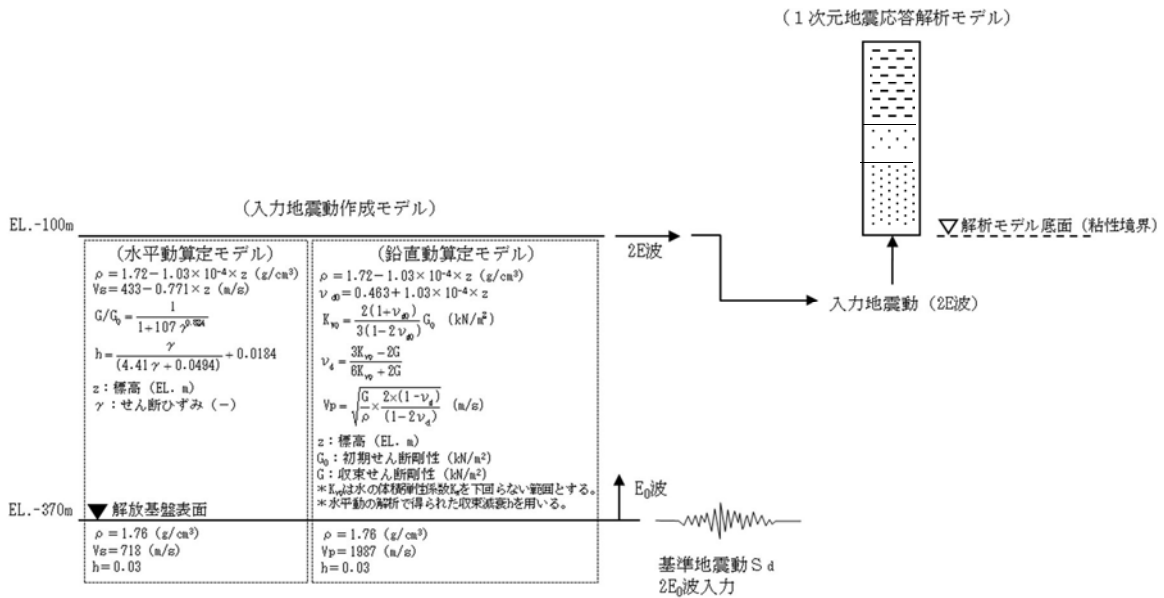 （１次元地震応答解析モデル）
（入力地震動作成モデル）
EL.-100m
2E波
▽解析モデル底面（粘性境界）
入力地震動（2E波）
（水平動算定モデル）
ρ＝1.72－1.03×10⁻⁴×z（g/cm³）
Vs＝433－0.771×z（m/s）
G/G₀＝1/(1＋107γ^0.824)
h＝γ/(4.41γ＋0.0494)＋0.0184
z：標高（EL. m）
γ：せん断ひずみ（－）
（鉛直動算定モデル）
ρ＝1.72－1.03×10⁻⁴×z（g/cm³）
ν_d0＝0.463＋1.03×10⁻⁴×z
K_v0＝2(1＋ν_d0)/3(1－2ν_d0) G₀（kN/m²）
ν_d＝(3K_v0－2G)/(6K_v0＋2G)
Vp＝√(G/ρ×2×(1－ν_d)/(1－2ν_d))（m/s）
z：標高（EL. m）
G₀：初期せん断剛性（kN/m²）
G：収束せん断剛性（kN/m²）
＊K_v0は水の体積弾性係数K_wを下回らない範囲とする。
＊水平動の解析で得られた収束減衰hを用いる。
EL.-370m
▼解放基盤表面
E₀波
ρ＝1.76（g/cm³）
Vs＝718（m/s）
h＝0.03
ρ＝1.76（g/cm³）
Vp＝1987（m/s）
h＝0.03
基準地震動Ｓｄ
2E₀波入力